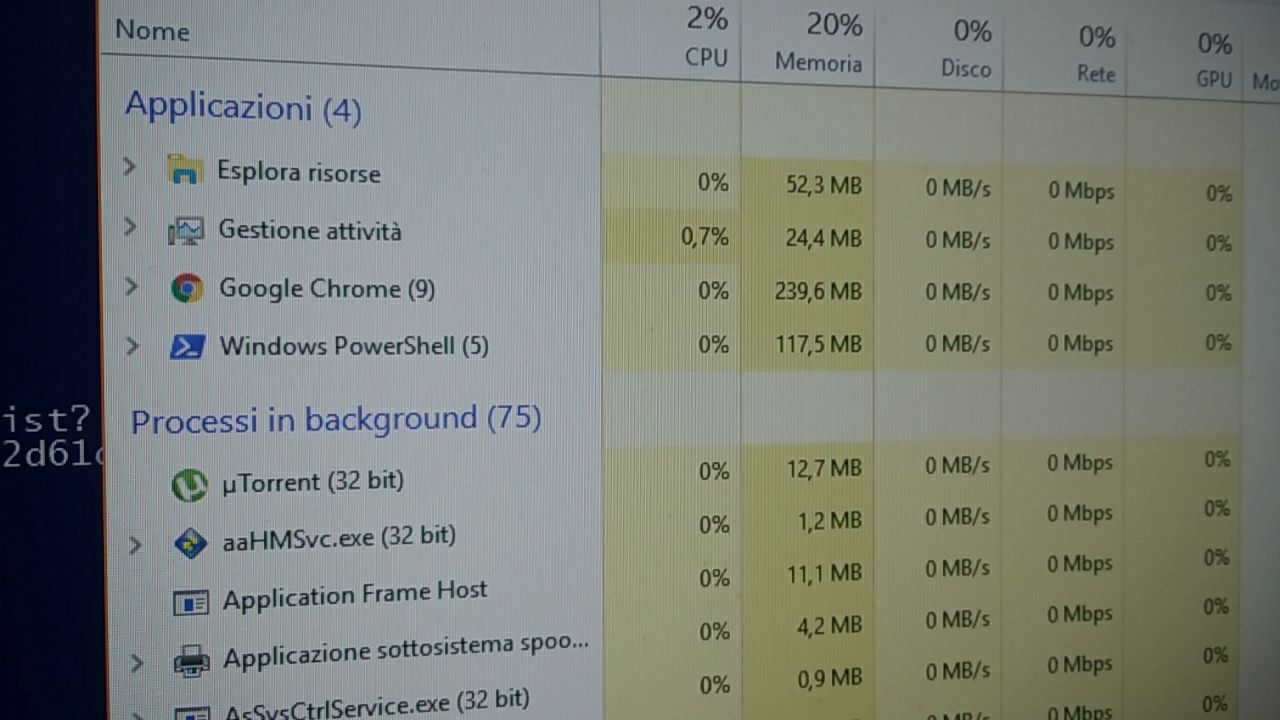 Nome 2% CPU 20% Memoria 0% Disco 0% Rete 0% GPU Mo
Applicazioni (4)
Esplora risorse 0% 52,3 MB 0 MB/s 0 Mbps 0%
Gestione attività 0,7% 24,4 MB 0 MB/s 0 Mbps 0%
Google Chrome (9) 0% 239,6 MB 0 MB/s 0 Mbps 0%
Windows PowerShell (5) 0% 117,5 MB 0 MB/s 0 Mbps 0%
ist?
2d61
Processi in background (75)
µTorrent (32 bit) 0% 12,7 MB 0 MB/s 0 Mbps 0%
aaHMSvc.exe (32 bit) 0% 1,2 MB 0 MB/s 0 Mbps 0%
Application Frame Host 0% 11,1 MB 0 MB/s 0 Mbps 0%
Applicazione sottosistema spoo... 0% 4,2 MB 0 MB/s 0 Mbps 0%
AsSysCtrlService.exe (32 bit) 0% 0,9 MB 0 MB/s 0 Mbps 0%
0 MB/s 0 Mbps 0%